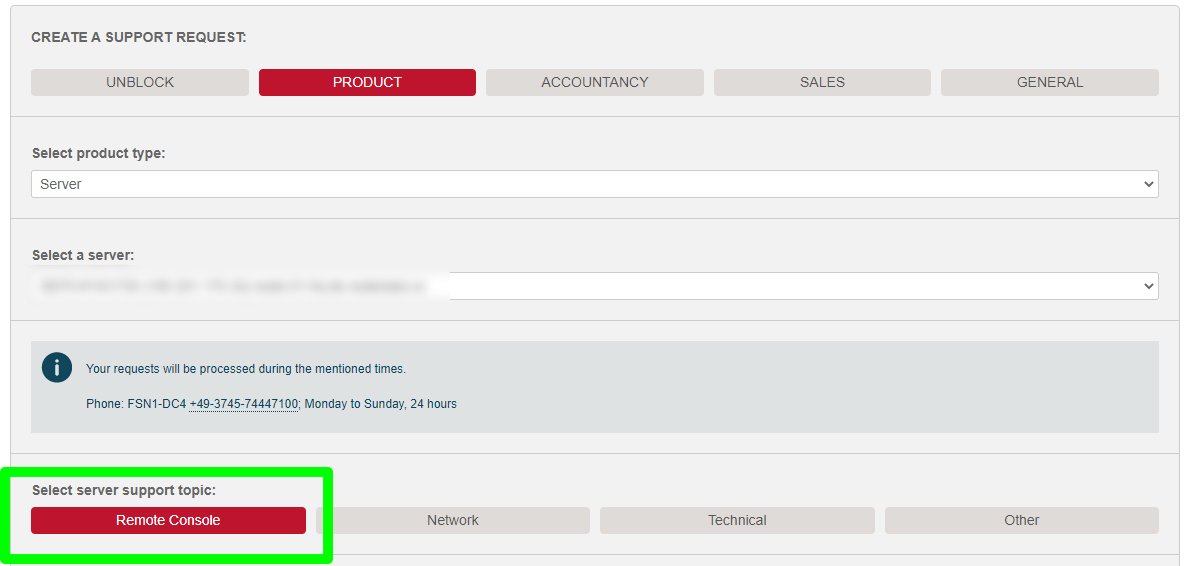 CREATE A SUPPORT REQUEST:
UNBLOCK PRODUCT ACCOUNTANCY SALES GENERAL
Select product type:
Server
Select a server:
Your requests will be processed during the mentioned times.
Phone: FSN1-DC4 +49-3745-74447100; Monday to Sunday, 24 hours
Select server support topic:
Remote Console Network Technical Other